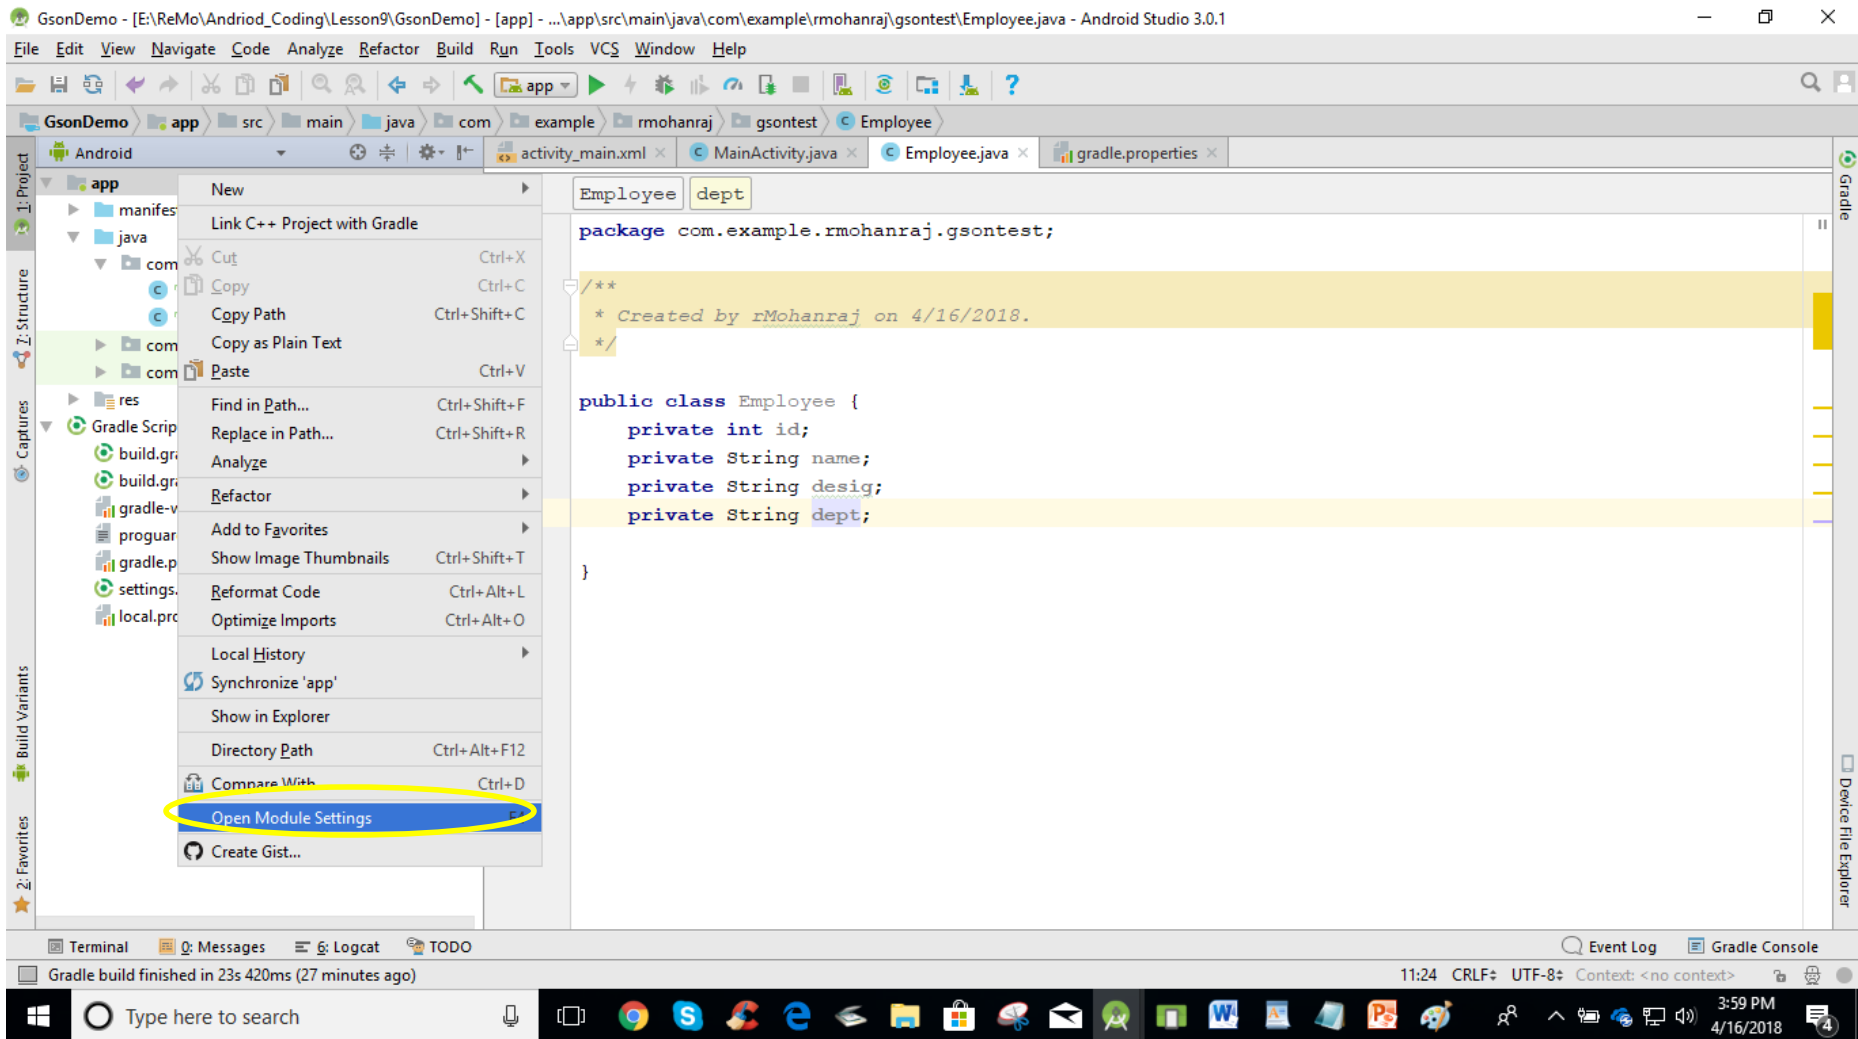 GsonDemo - [E:\ReMo\Andriod_Coding\Lesson9\GsonDemo] - [app] - ...\app\src\main\java\com\example\rmohanraj\gsontest\Employee.java - Android Studio 3.0.1
File Edit View Navigate Code Analyze Refactor Build Run Tools VCS Window Help
app
GsonDemo app src main java com example rmohanraj gsontest Employee
Android
activity_main.xml MainActivity.java Employee.java gradle.properties
1: Project
7: Structure
Captures
Build Variants
2: Favorites
app
manifes
java
com
com
com
res
Gradle Scrip
build.gra
build.gra
gradle-w
proguar
gradle.p
settings.
local.pro
New
Link C++ Project with Gradle
Cut Ctrl+X
Copy Ctrl+C
Copy Path Ctrl+Shift+C
Copy as Plain Text
Paste Ctrl+V
Find in Path... Ctrl+Shift+F
Replace in Path... Ctrl+Shift+R
Analyze
Refactor
Add to Favorites
Show Image Thumbnails Ctrl+Shift+T
Reformat Code Ctrl+Alt+L
Optimize Imports Ctrl+Alt+O
Local History
Synchronize 'app'
Show in Explorer
Directory Path Ctrl+Alt+F12
Compare With Ctrl+D
Open Module Settings F4
Create Gist...
Employee dept
package com.example.rmohanraj.gsontest;
/**
* Created by rMohanraj on 4/16/2018.
*/
public class Employee {
private int id;
private String name;
private String desig;
private String dept;
}
Gradle
Device File Explorer
Terminal 0: Messages 6: Logcat TODO Event Log Gradle Console
Gradle build finished in 23s 420ms (27 minutes ago) 11:24 CRLF UTF-8 Context: <no context>
Type here to search
3:59 PM
4/16/2018
4